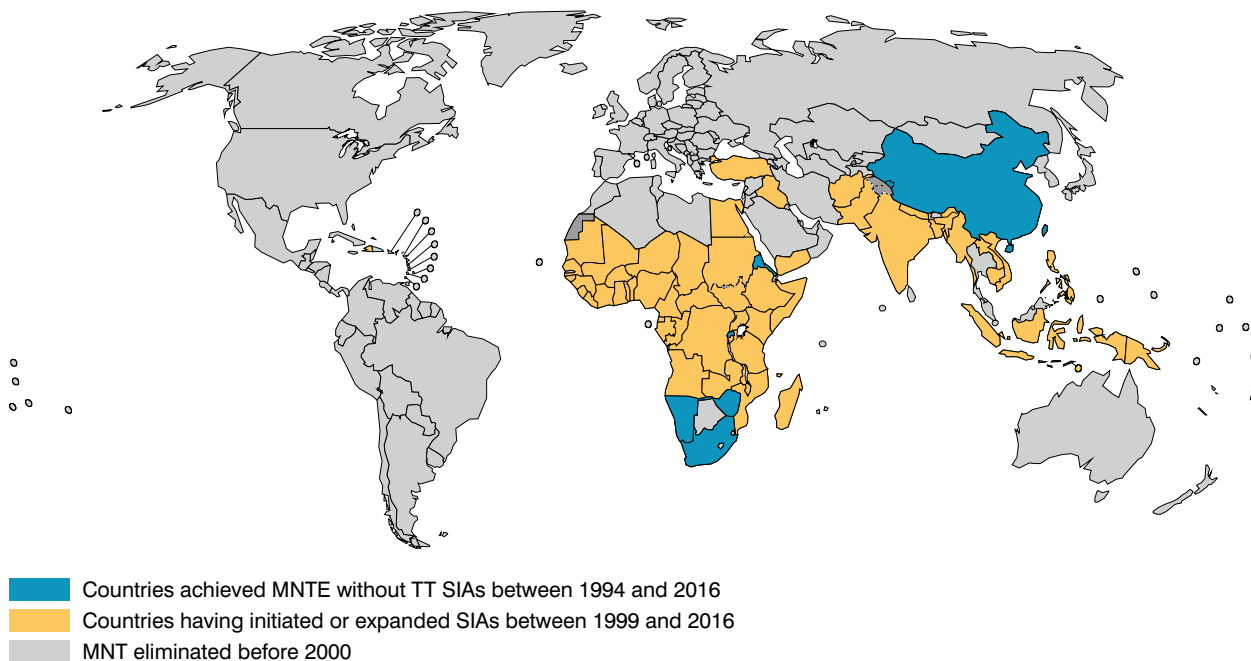 Countries achieved MNTE without TT SIAs between 1994 and 2016
Countries having initiated or expanded SIAs between 1999 and 2016
MNT eliminated before 2000